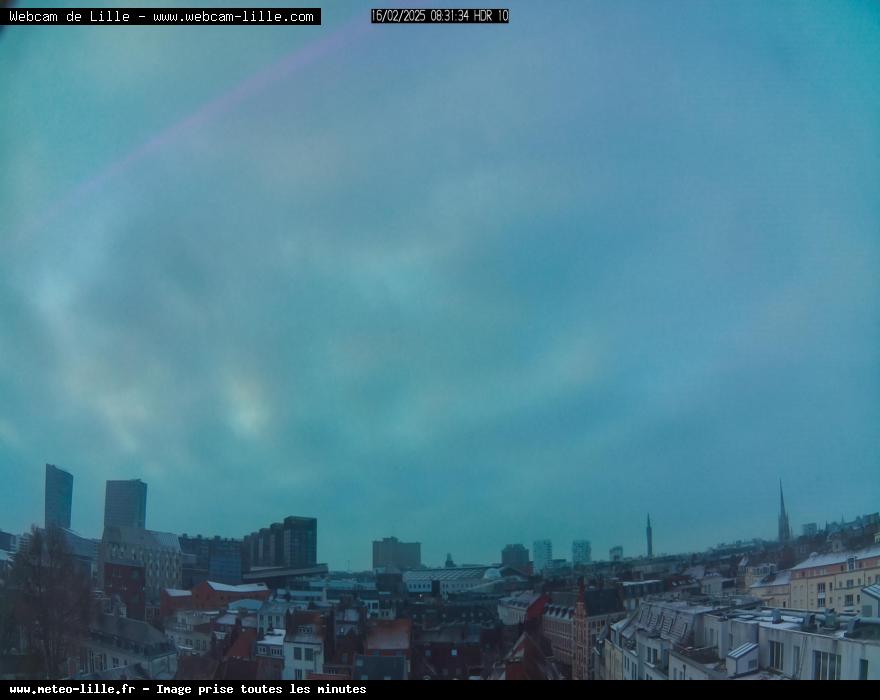 Webcam de Lille - www.webcam-lille.com
16/02/2025 08:31:34 HDR 10
www.meteo-lille.fr - Image prise toutes les minutes